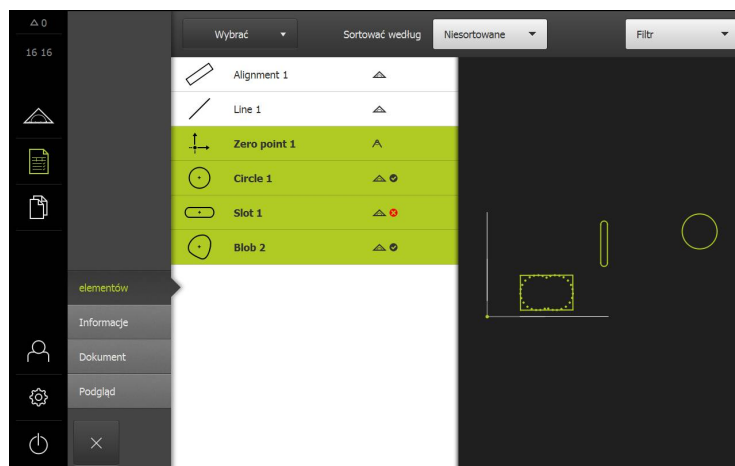 0
16 16
Wybrać
Sortować według
Niesortowane
Filtr
Alignment 1
Line 1
Zero point 1
Circle 1
Slot 1
Blob 2
elementów
Informacje
Dokument
Podgląd